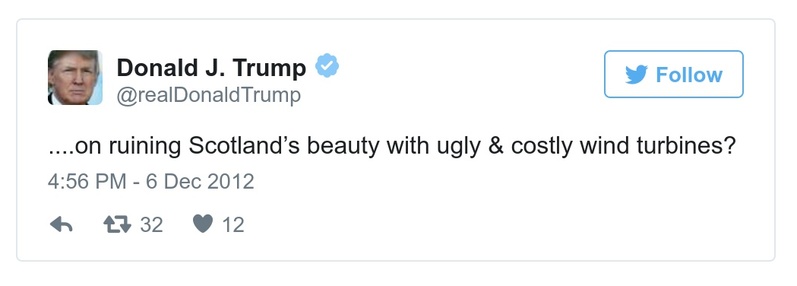 Donald J. Trump
@realDonaldTrump
Follow
....on ruining Scotland’s beauty with ugly & costly wind turbines?
4:56 PM - 6 Dec 2012
32 12